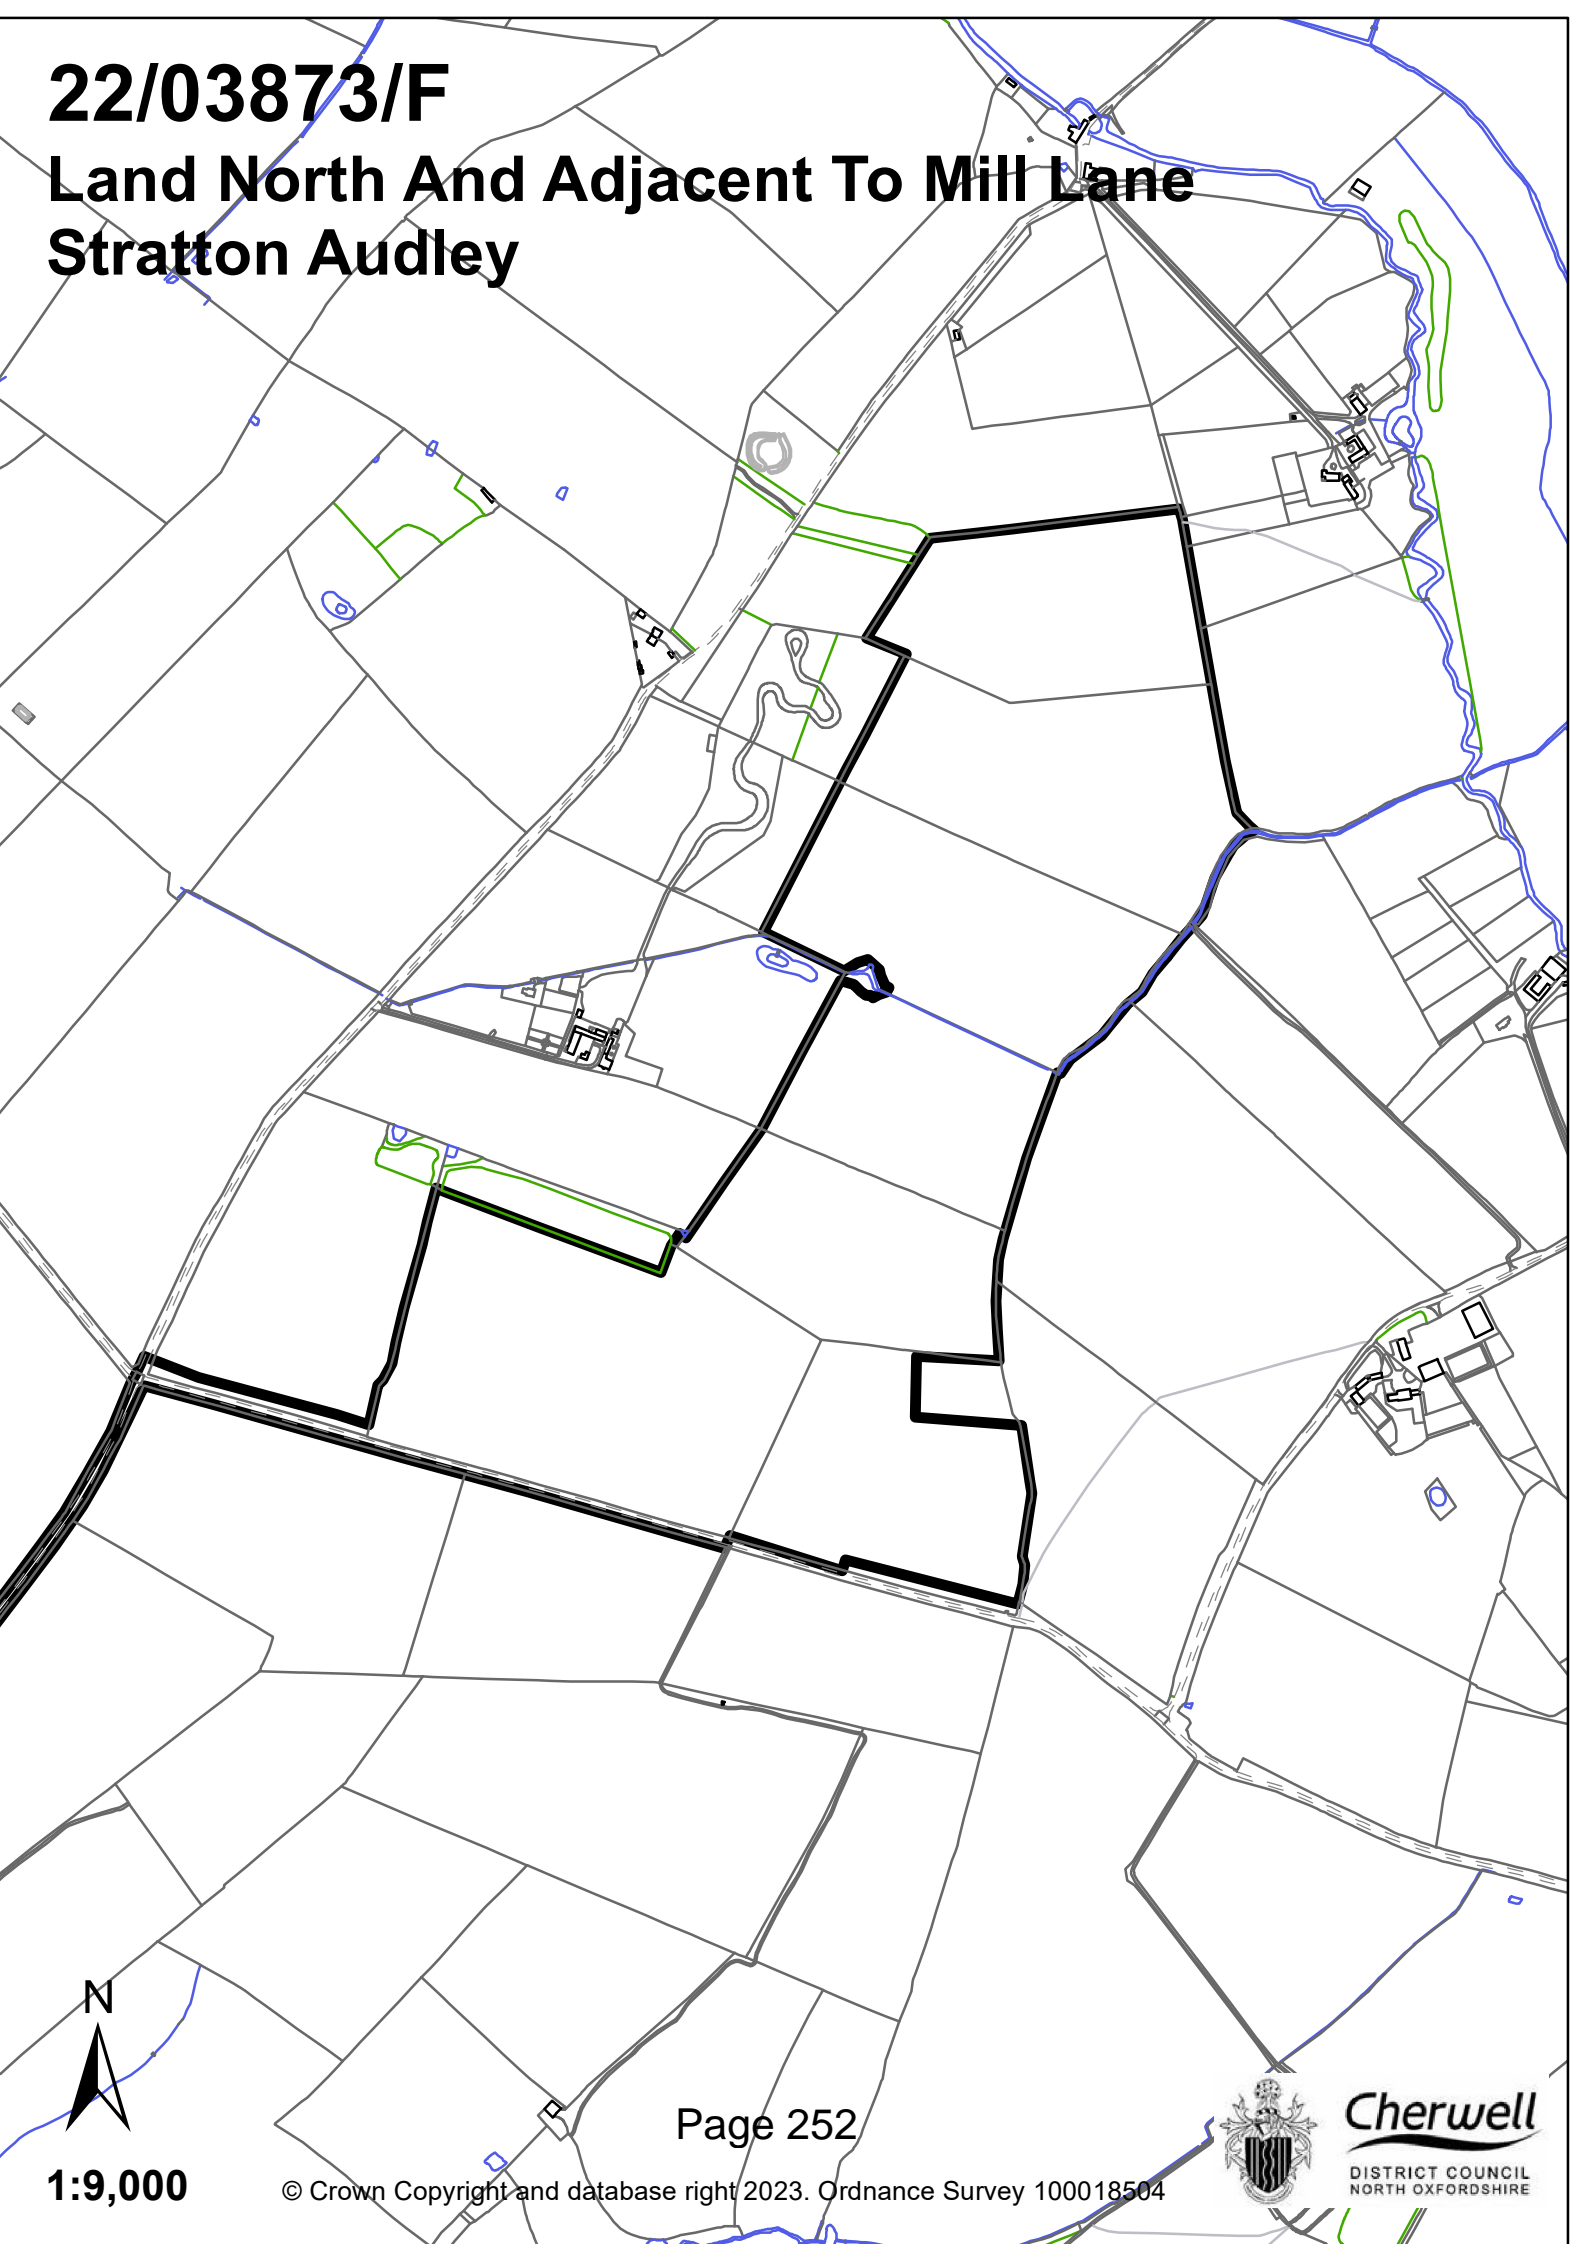 22/03873/F
Land North And Adjacent To Mill Lane
Stratton Audley
N
1:9,000
Page 252
© Crown Copyright and database right 2023. Ordnance Survey 100018504
Cherwell
DISTRICT COUNCIL
NORTH OXFORDSHIRE